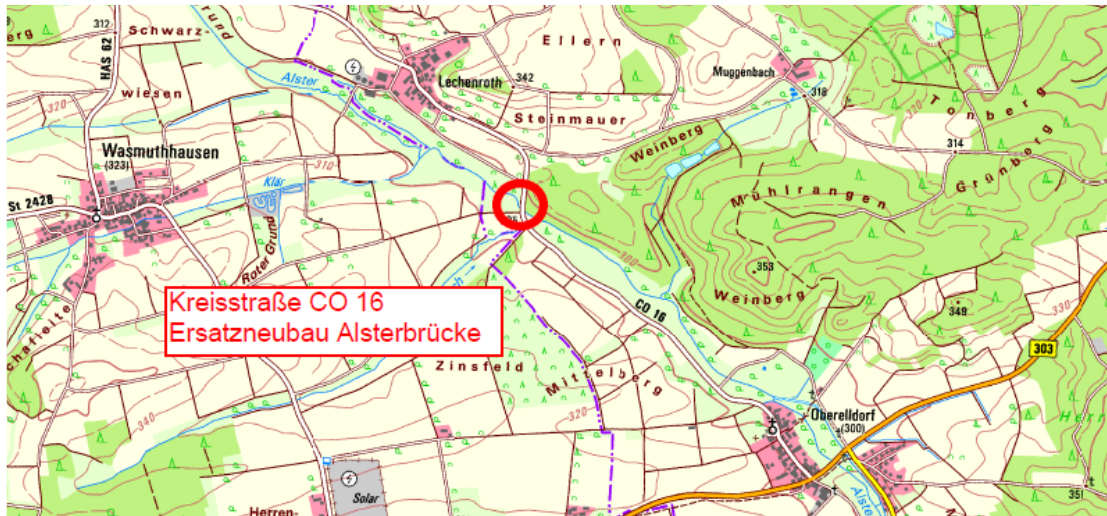 312
HAS 62
Schwarz-
wiesen
320
Alster
Lechenroth
342
Ellern
Steinmauer
Muggenbach
318
Tonberg
314
Grünberg
Weinberg
Mühlrangen
353
Weinberg
349
330
303
Wasmuthhausen
(323)
310
St 2428
Klär
Roter Grund
300
CO 16
Kreisstraße CO 16
Ersatzneubau Alsterbrücke
Zinsfeld
Mittelberg
320
340
Oberelldorf
(300)
Solar
Herren-
351
Alster